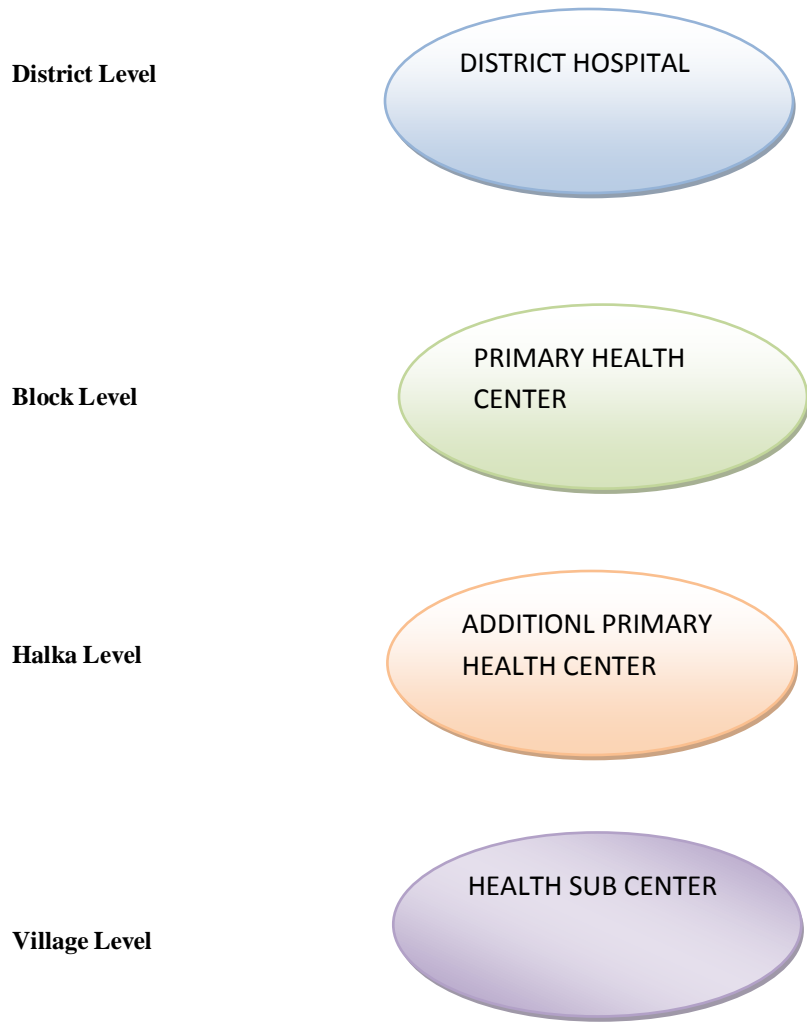 District Level
DISTRICT HOSPITAL
Block Level
PRIMARY HEALTH
CENTER
Halka Level
ADDITIONL PRIMARY
HEALTH CENTER
Village Level
HEALTH SUB CENTER